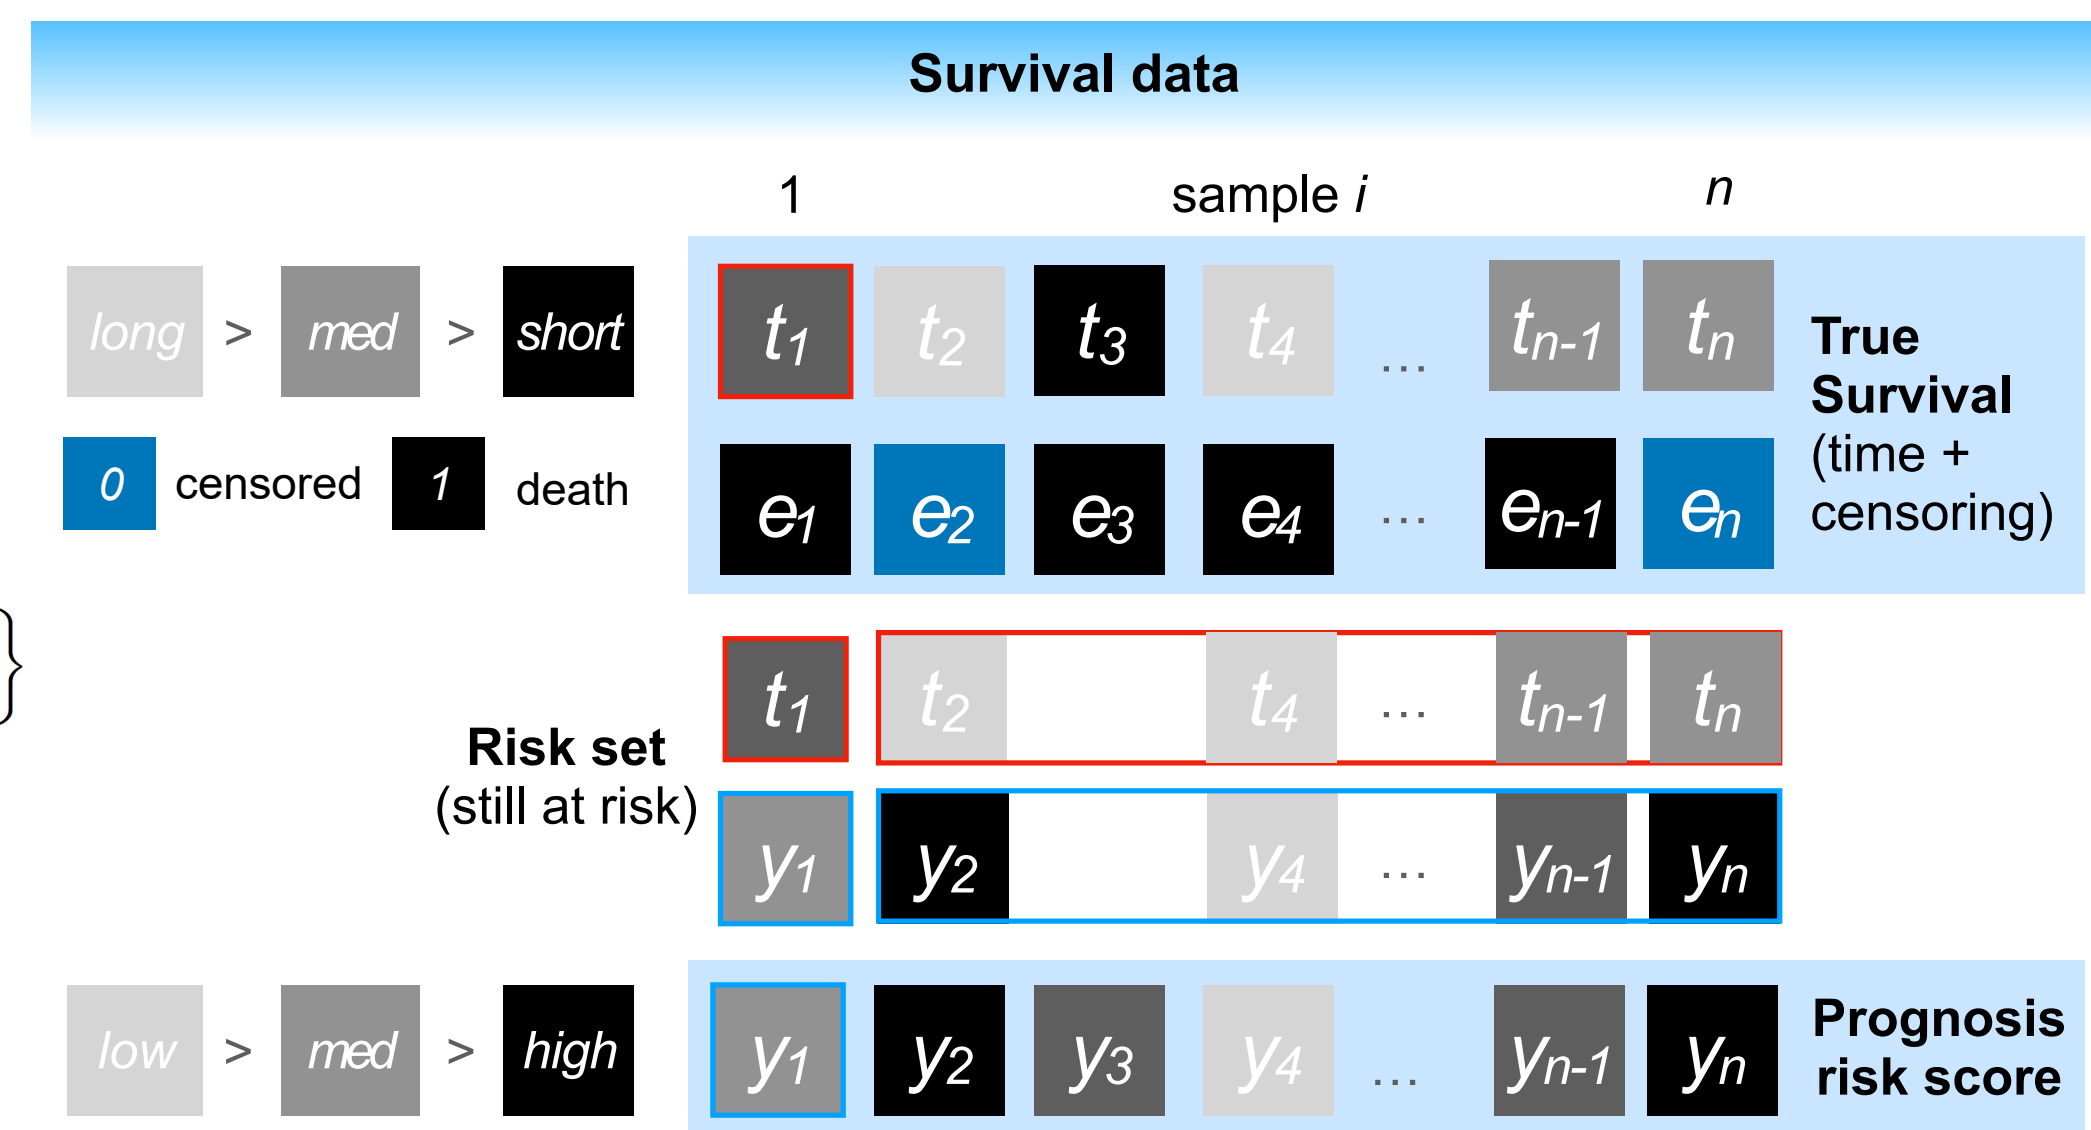 Survival data
1 sample i n
long > med > short t1 t2 t3 t4 ... tn-1 tn True
Survival
0 censored 1 death e1 e2 e3 e4 ... en-1 en (time +
censoring)
}
t1 t2 t4 ... tn-1 tn
Risk set
(still at risk)
y1 y2 y4 ... yn-1 yn
low > med > high y1 y2 y3 y4 ... yn-1 yn Prognosis
risk score